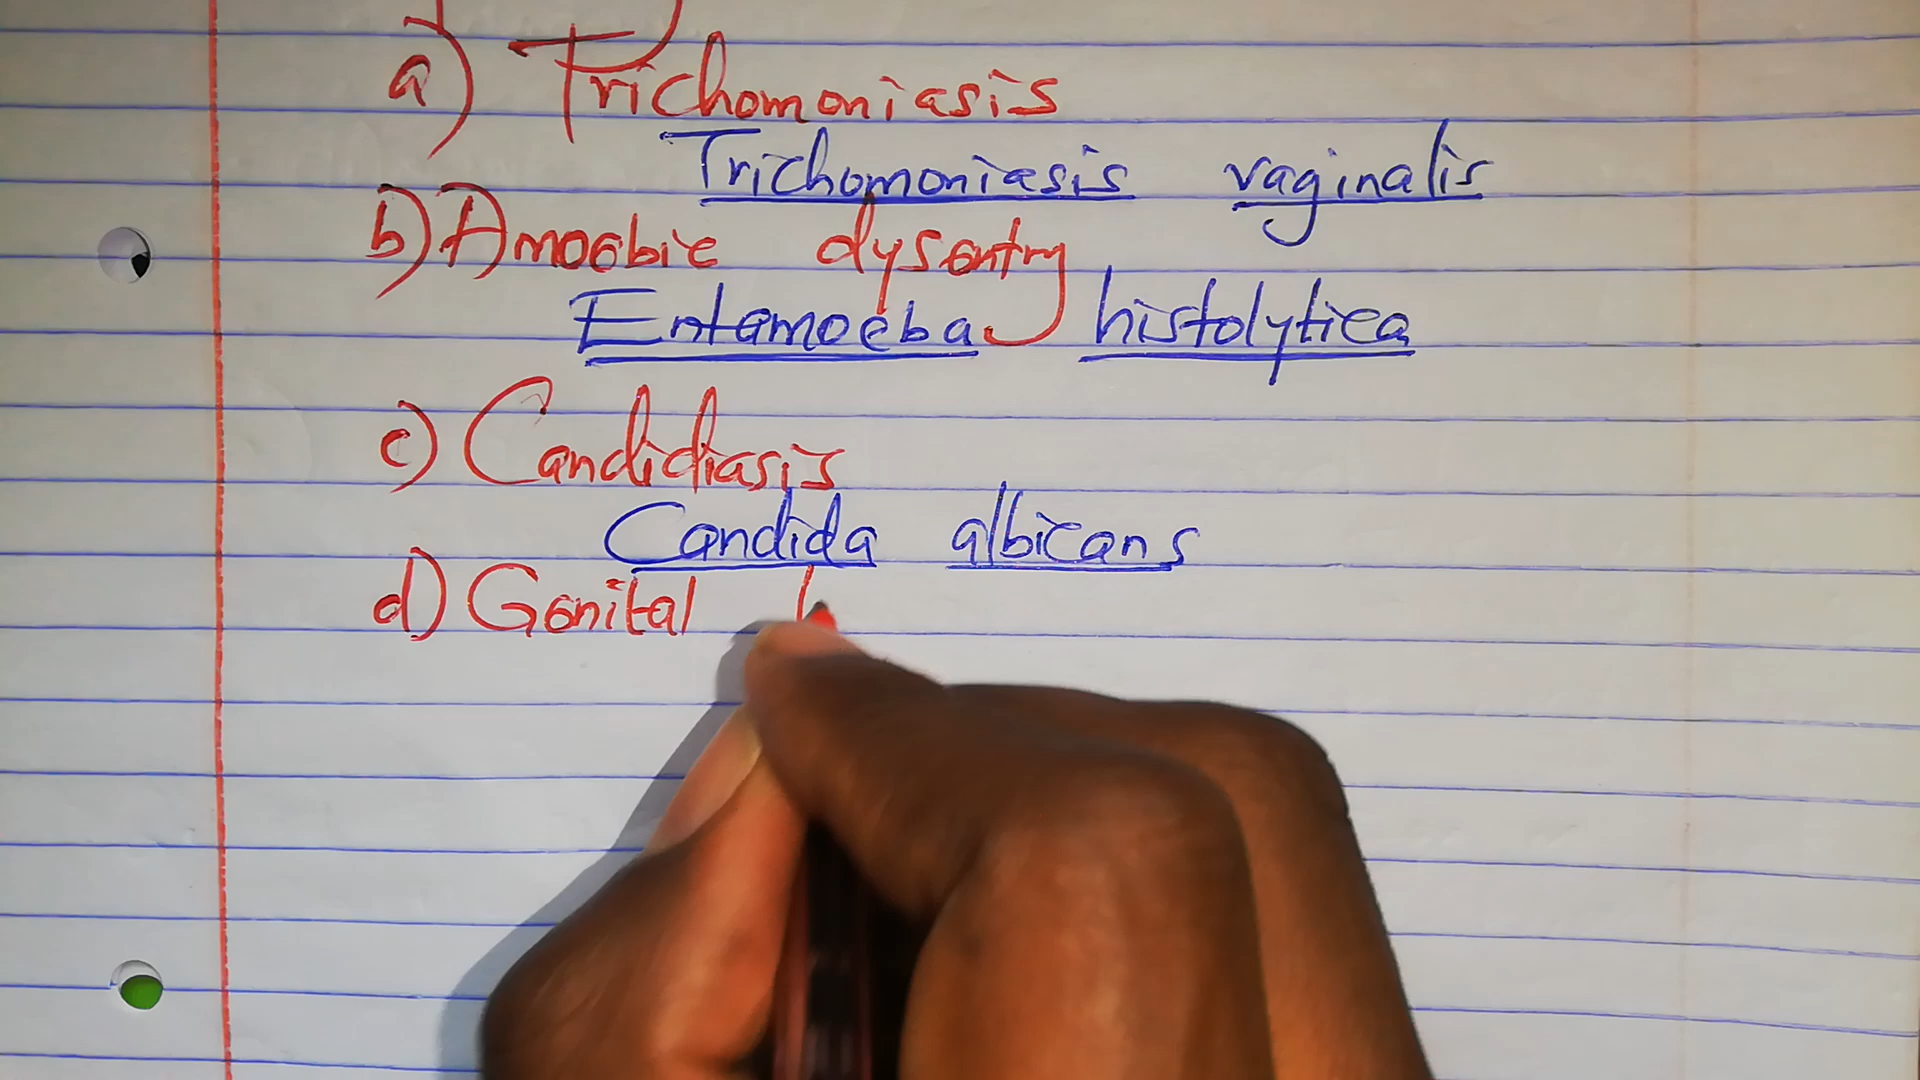 a) Trichomoniasis
Trichomoniasis vaginalis
b) Amoebic dysentry
Entamoeba histolytica
c) Candidiasis
Candida albicans
d) Genital